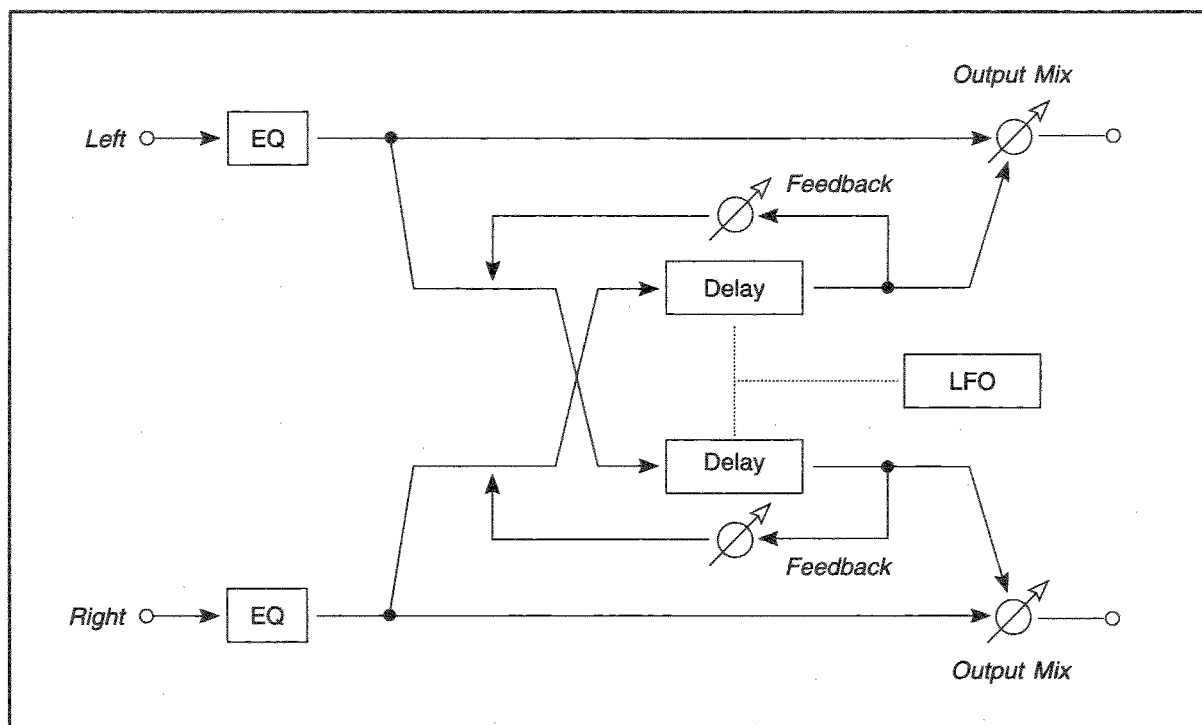 Output Mix
Left
EQ
Feedback
Delay
LFO
Delay
Feedback
Right
EQ
Output Mix